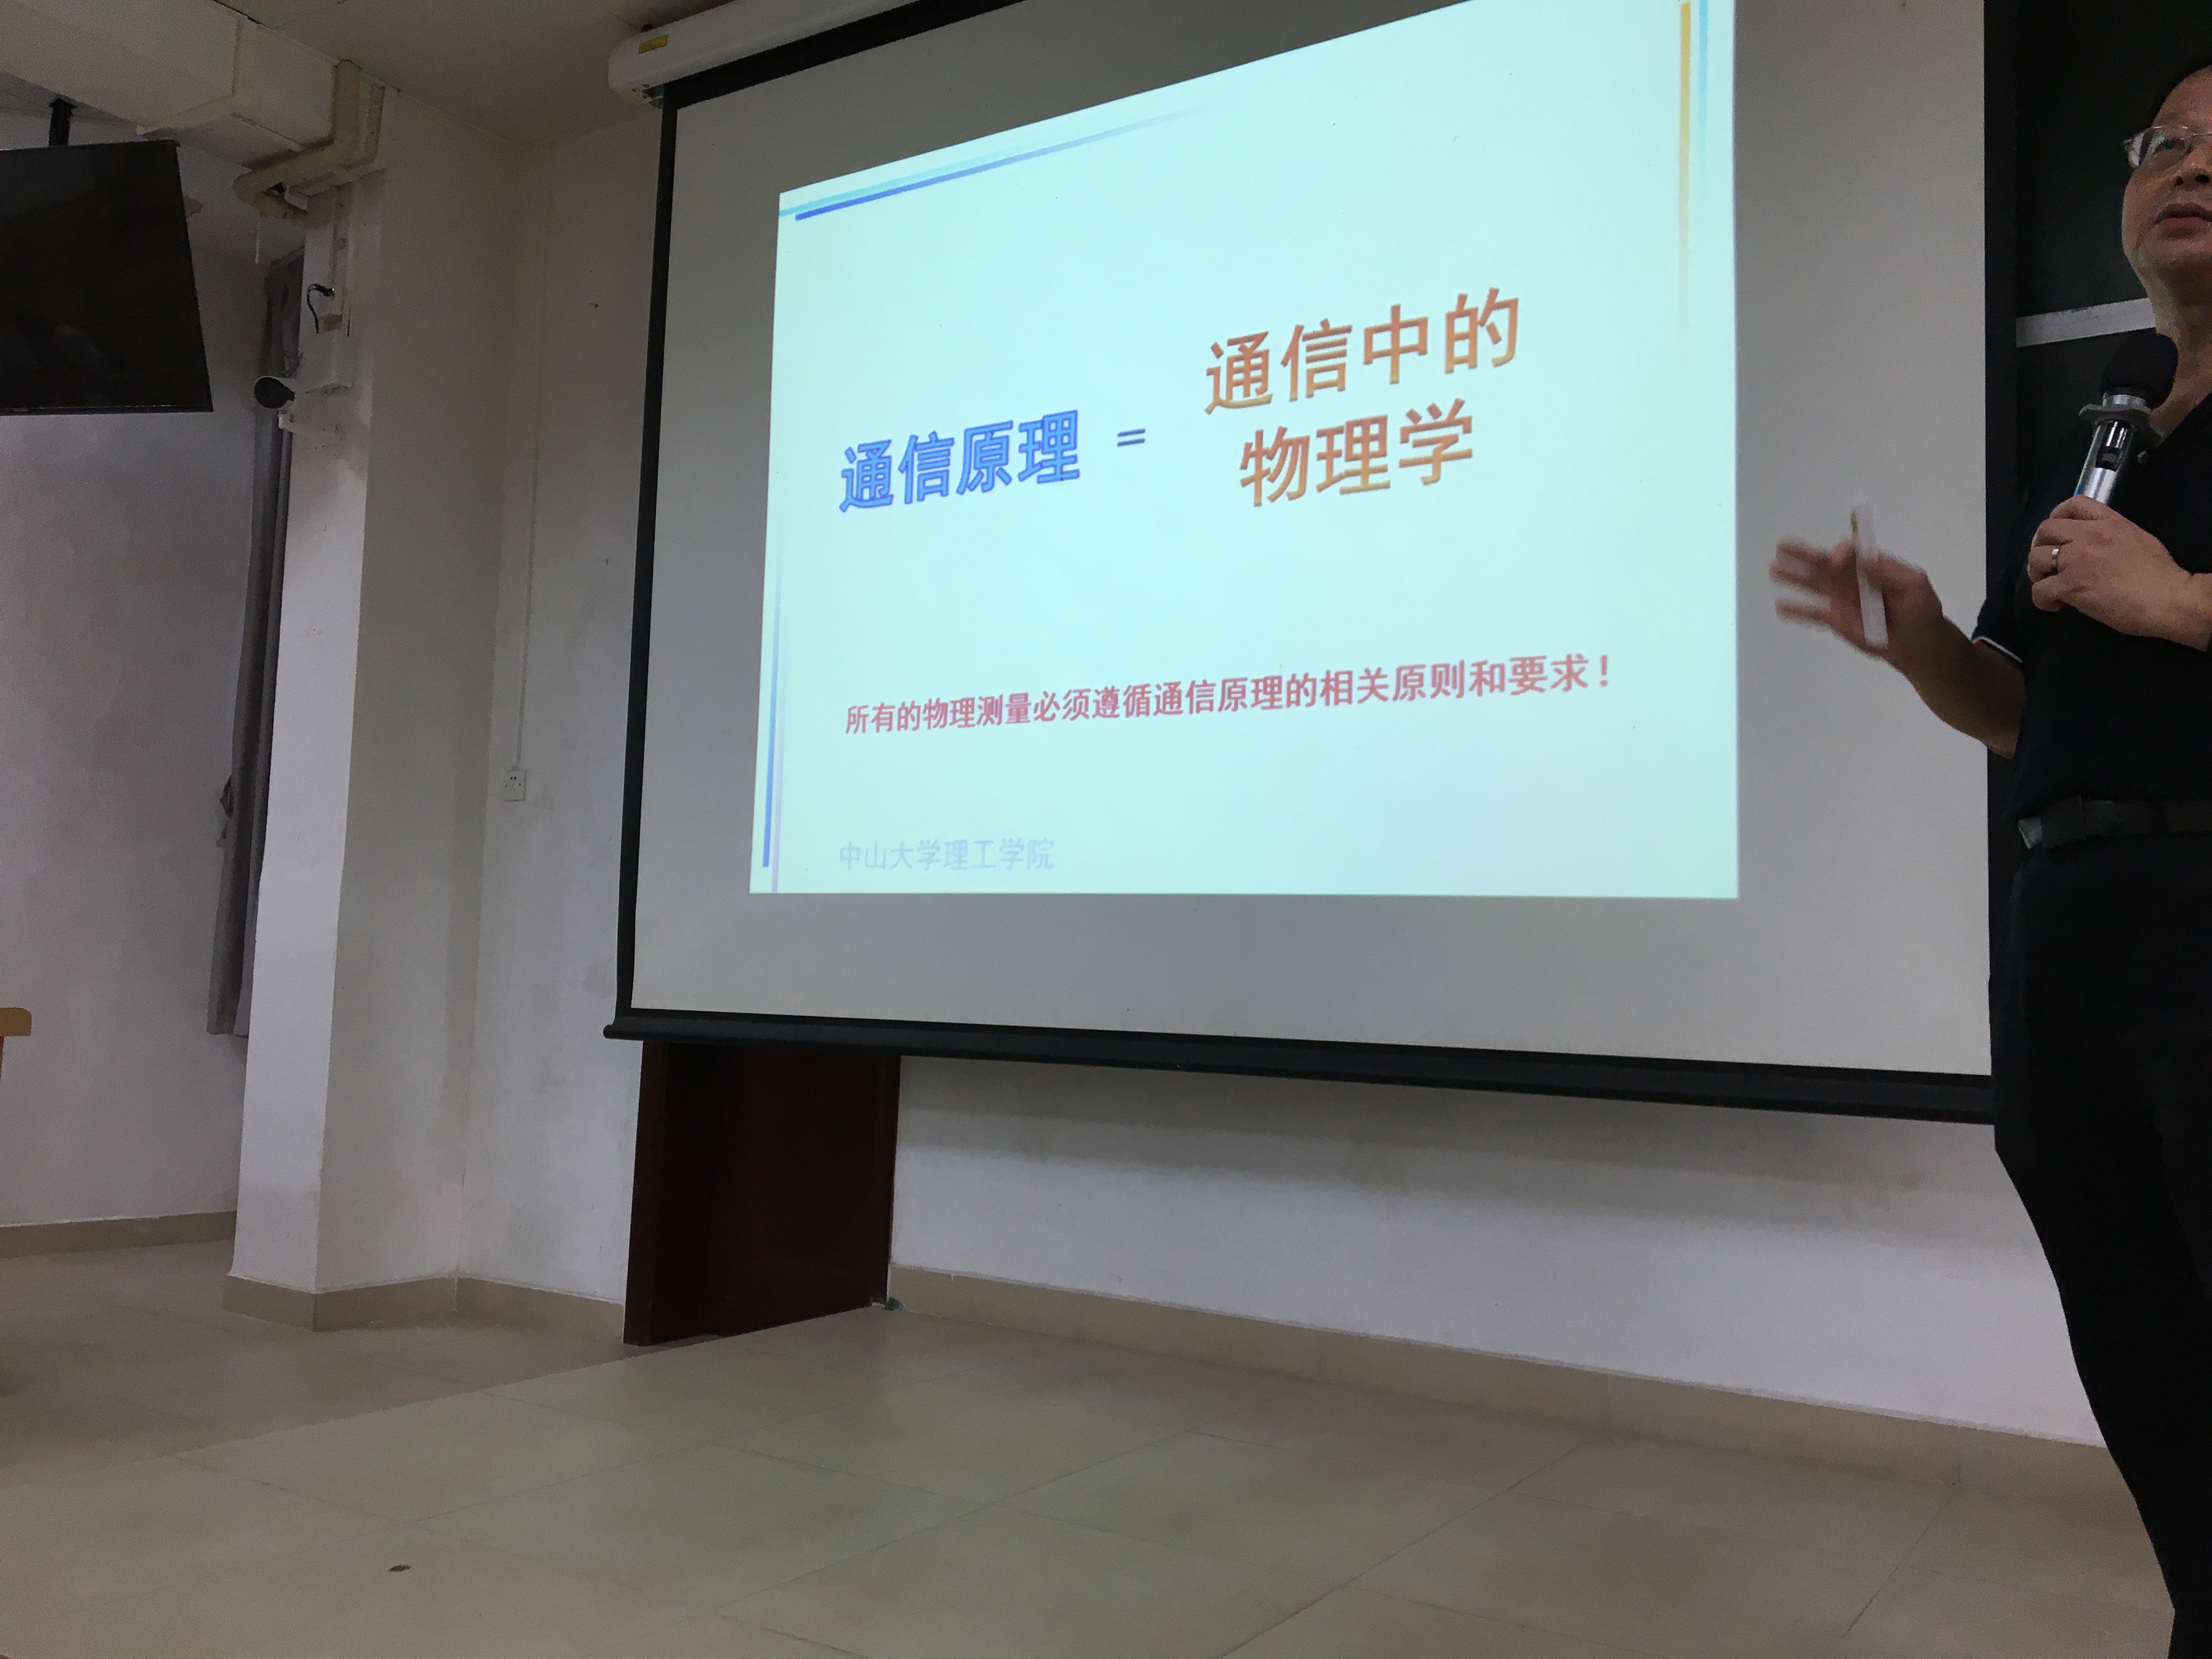 通信原理 = 通信中的
物理学
所有的物理测量必须遵循通信原理的相关原则和要求！
中山大学理工学院